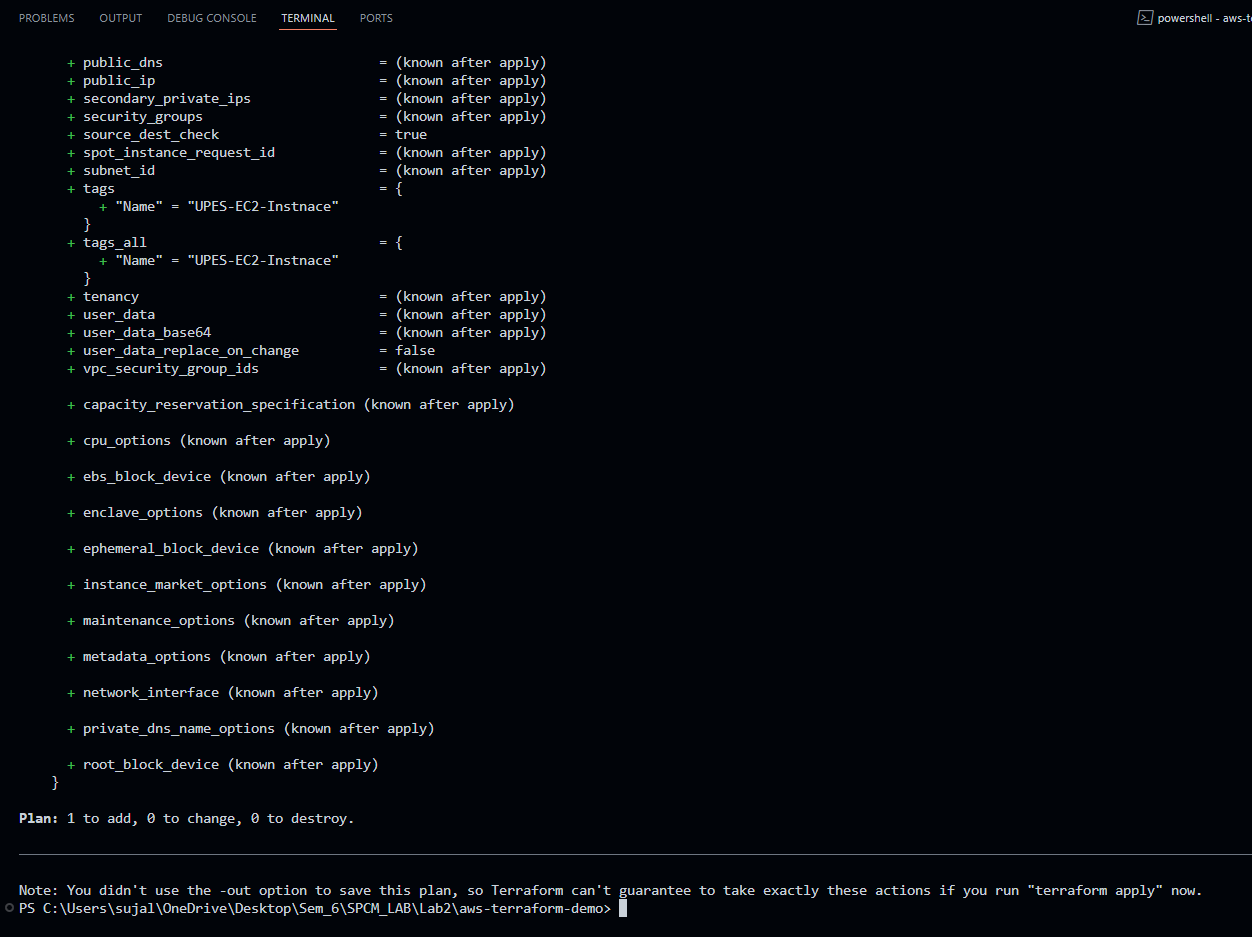 PROBLEMS OUTPUT DEBUG CONSOLE TERMINAL PORTS powershell - aws-te
+ public_dns = (known after apply)
+ public_ip = (known after apply)
+ secondary_private_ips = (known after apply)
+ security_groups = (known after apply)
+ source_dest_check = true
+ spot_instance_request_id = (known after apply)
+ subnet_id = (known after apply)
+ tags = {
+ "Name" = "UPES-EC2-Instnace"
}
+ tags_all = {
+ "Name" = "UPES-EC2-Instnace"
}
+ tenancy = (known after apply)
+ user_data = (known after apply)
+ user_data_base64 = (known after apply)
+ user_data_replace_on_change = false
+ vpc_security_group_ids = (known after apply)
+ capacity_reservation_specification (known after apply)
+ cpu_options (known after apply)
+ ebs_block_device (known after apply)
+ enclave_options (known after apply)
+ ephemeral_block_device (known after apply)
+ instance_market_options (known after apply)
+ maintenance_options (known after apply)
+ metadata_options (known after apply)
+ network_interface (known after apply)
+ private_dns_name_options (known after apply)
+ root_block_device (known after apply)
}
Plan: 1 to add, 0 to change, 0 to destroy.
Note: You didn't use the -out option to save this plan, so Terraform can't guarantee to take exactly these actions if you run "terraform apply" now.
PS C:\Users\sujal\OneDrive\Desktop\Sem_6\SPCM_LAB\Lab2\aws-terraform-demo>